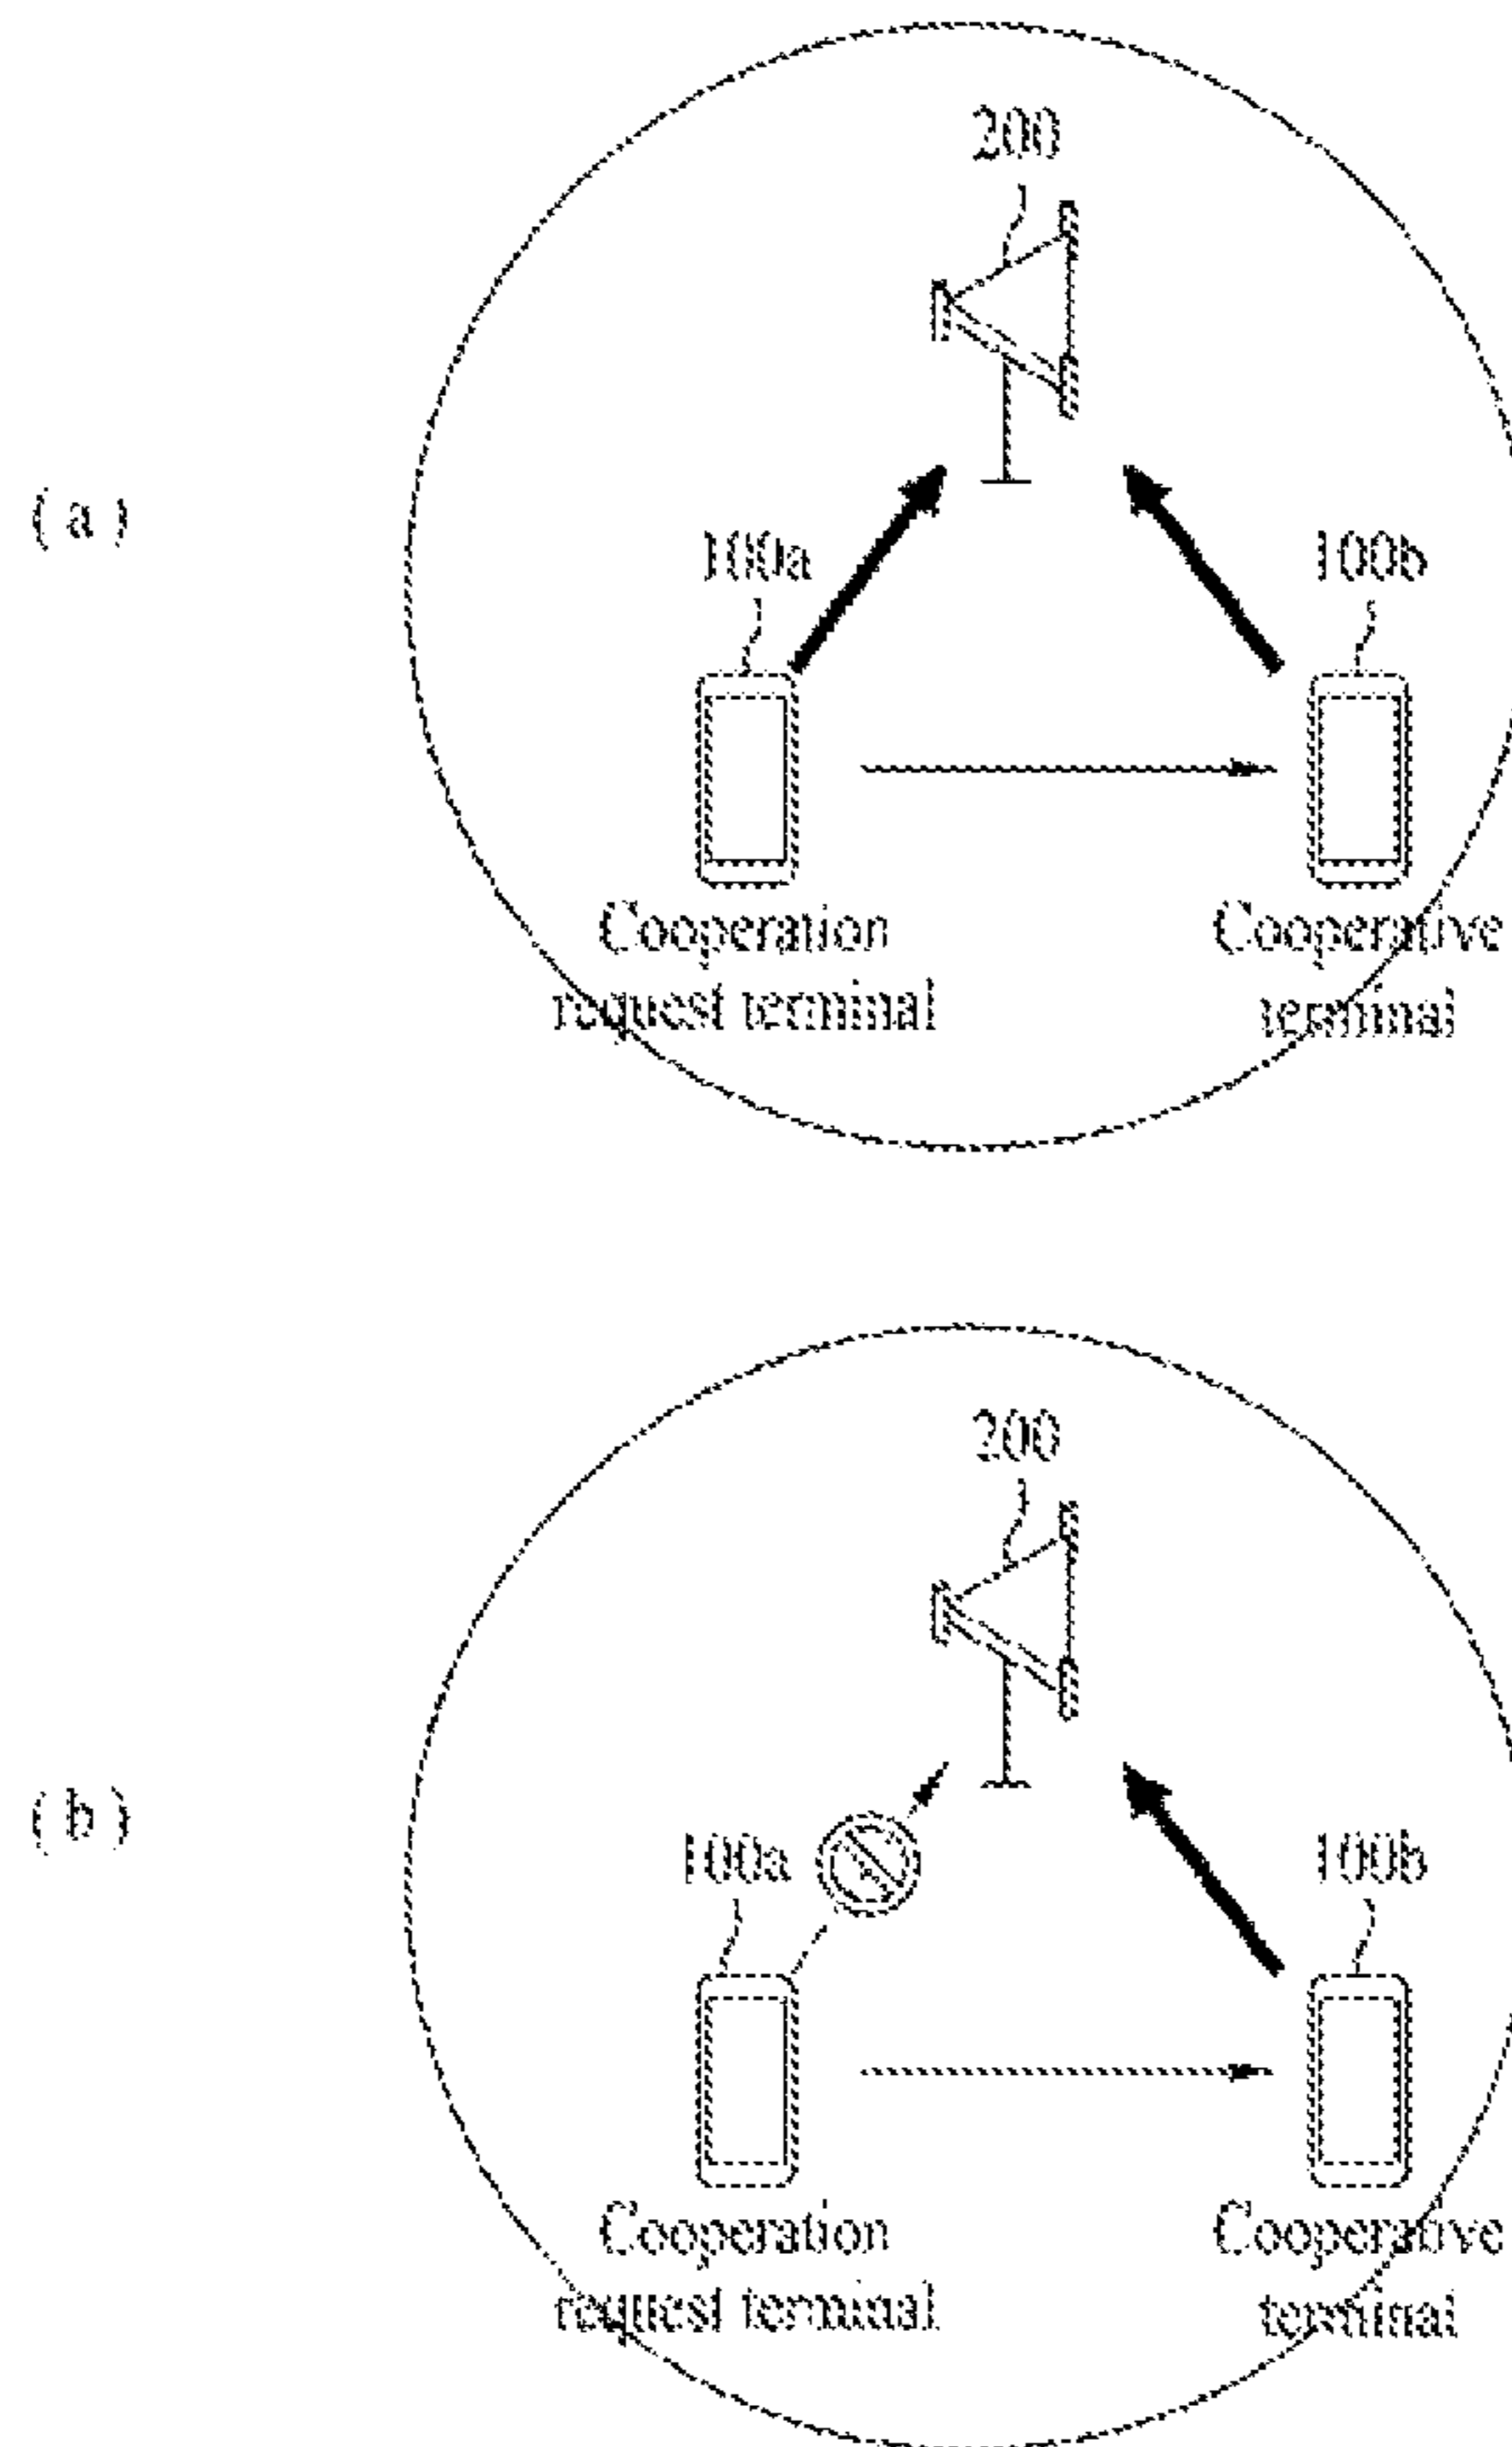 200
( a )
100a
100b
Cooperation
request terminal
Cooperative
terminal
200
( b )
100a
100b
Cooperation
request terminal
Cooperative
terminal